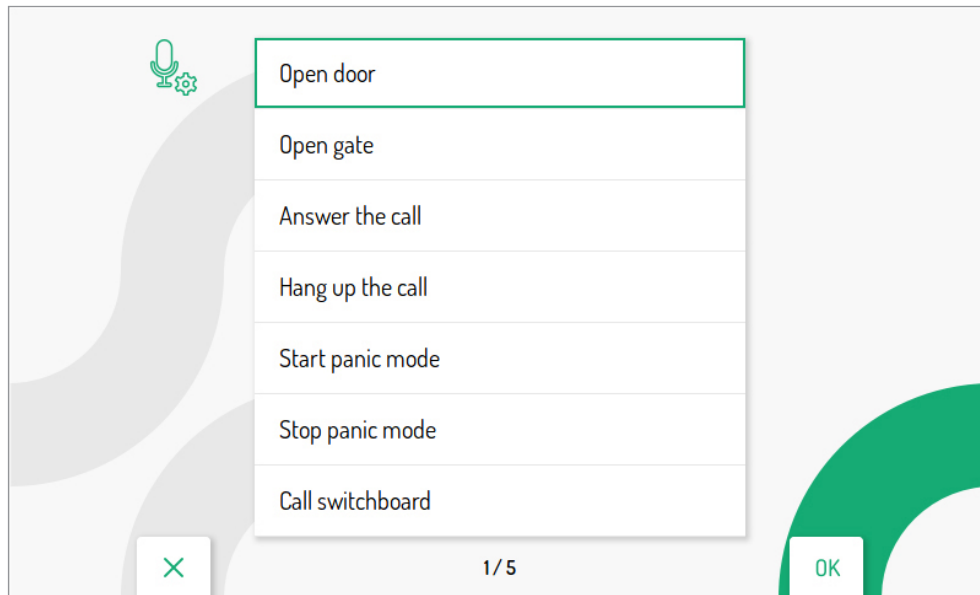 Open door
Open gate
Answer the call
Hang up the call
Start panic mode
Stop panic mode
Call switchboard
1 / 5
OK